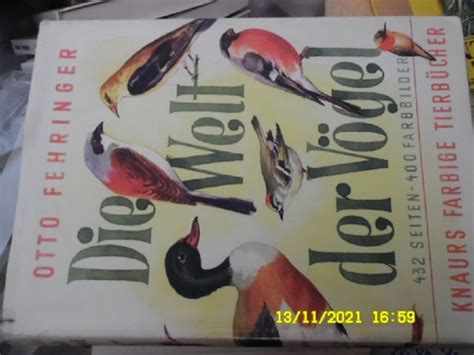 OTTO FEHRINGER
Die Welt
der Vögel
432 SEITEN · 400 FARBBILDER
KNAURS FARBIGE TIERBÜCHER
13/11/2021 16:59